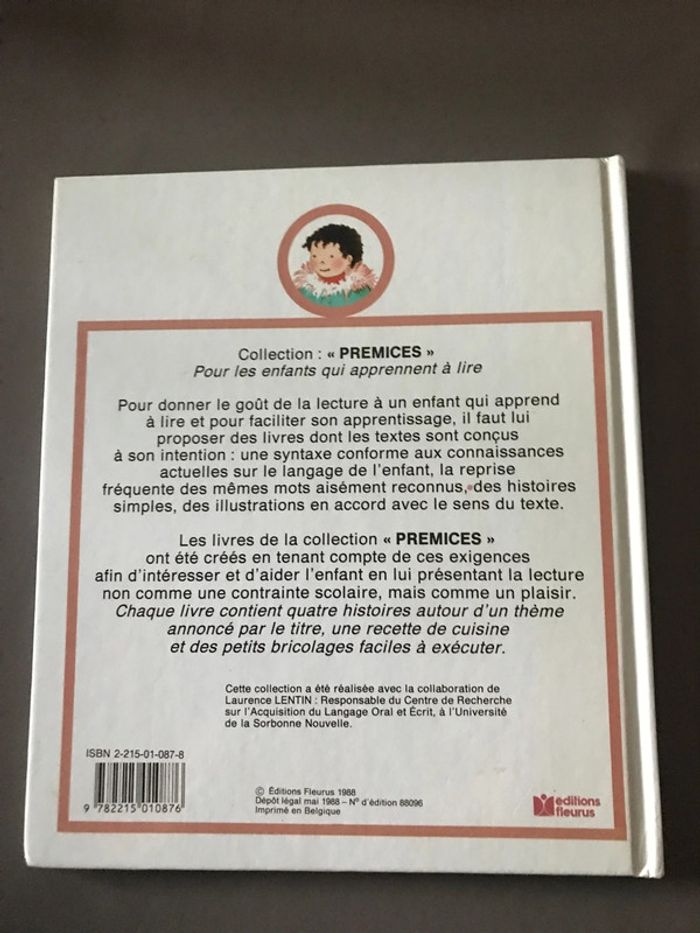 Collection : « PREMICES »
Pour les enfants qui apprennent à lire
Pour donner le goût de la lecture à un enfant qui apprend
à lire et pour faciliter son apprentissage, il faut lui
proposer des livres dont les textes sont conçus
à son intention : une syntaxe conforme aux connaissances
actuelles sur le langage de l'enfant, la reprise
fréquente des mêmes mots aisément reconnus, des histoires
simples, des illustrations en accord avec le sens du texte.
Les livres de la collection « PREMICES »
ont été créés en tenant compte de ces exigences
afin d'intéresser et d'aider l'enfant en lui présentant la lecture
non comme une contrainte scolaire, mais comme un plaisir.
Chaque livre contient quatre histoires autour d'un thème
annoncé par le titre, une recette de cuisine
et des petits bricolages faciles à exécuter.
Cette collection a été réalisée avec la collaboration de
Laurence LENTIN : Responsable du Centre de Recherche
sur l'Acquisition du Langage Oral et Écrit, à l'Université
de la Sorbonne Nouvelle.
ISBN 2-215-01-087-8
9 782215 010876
© Éditions Fleurus 1988
Dépôt légal mai 1988 – N° d'édition 88096
Imprimé en Belgique
éditions
fleurus